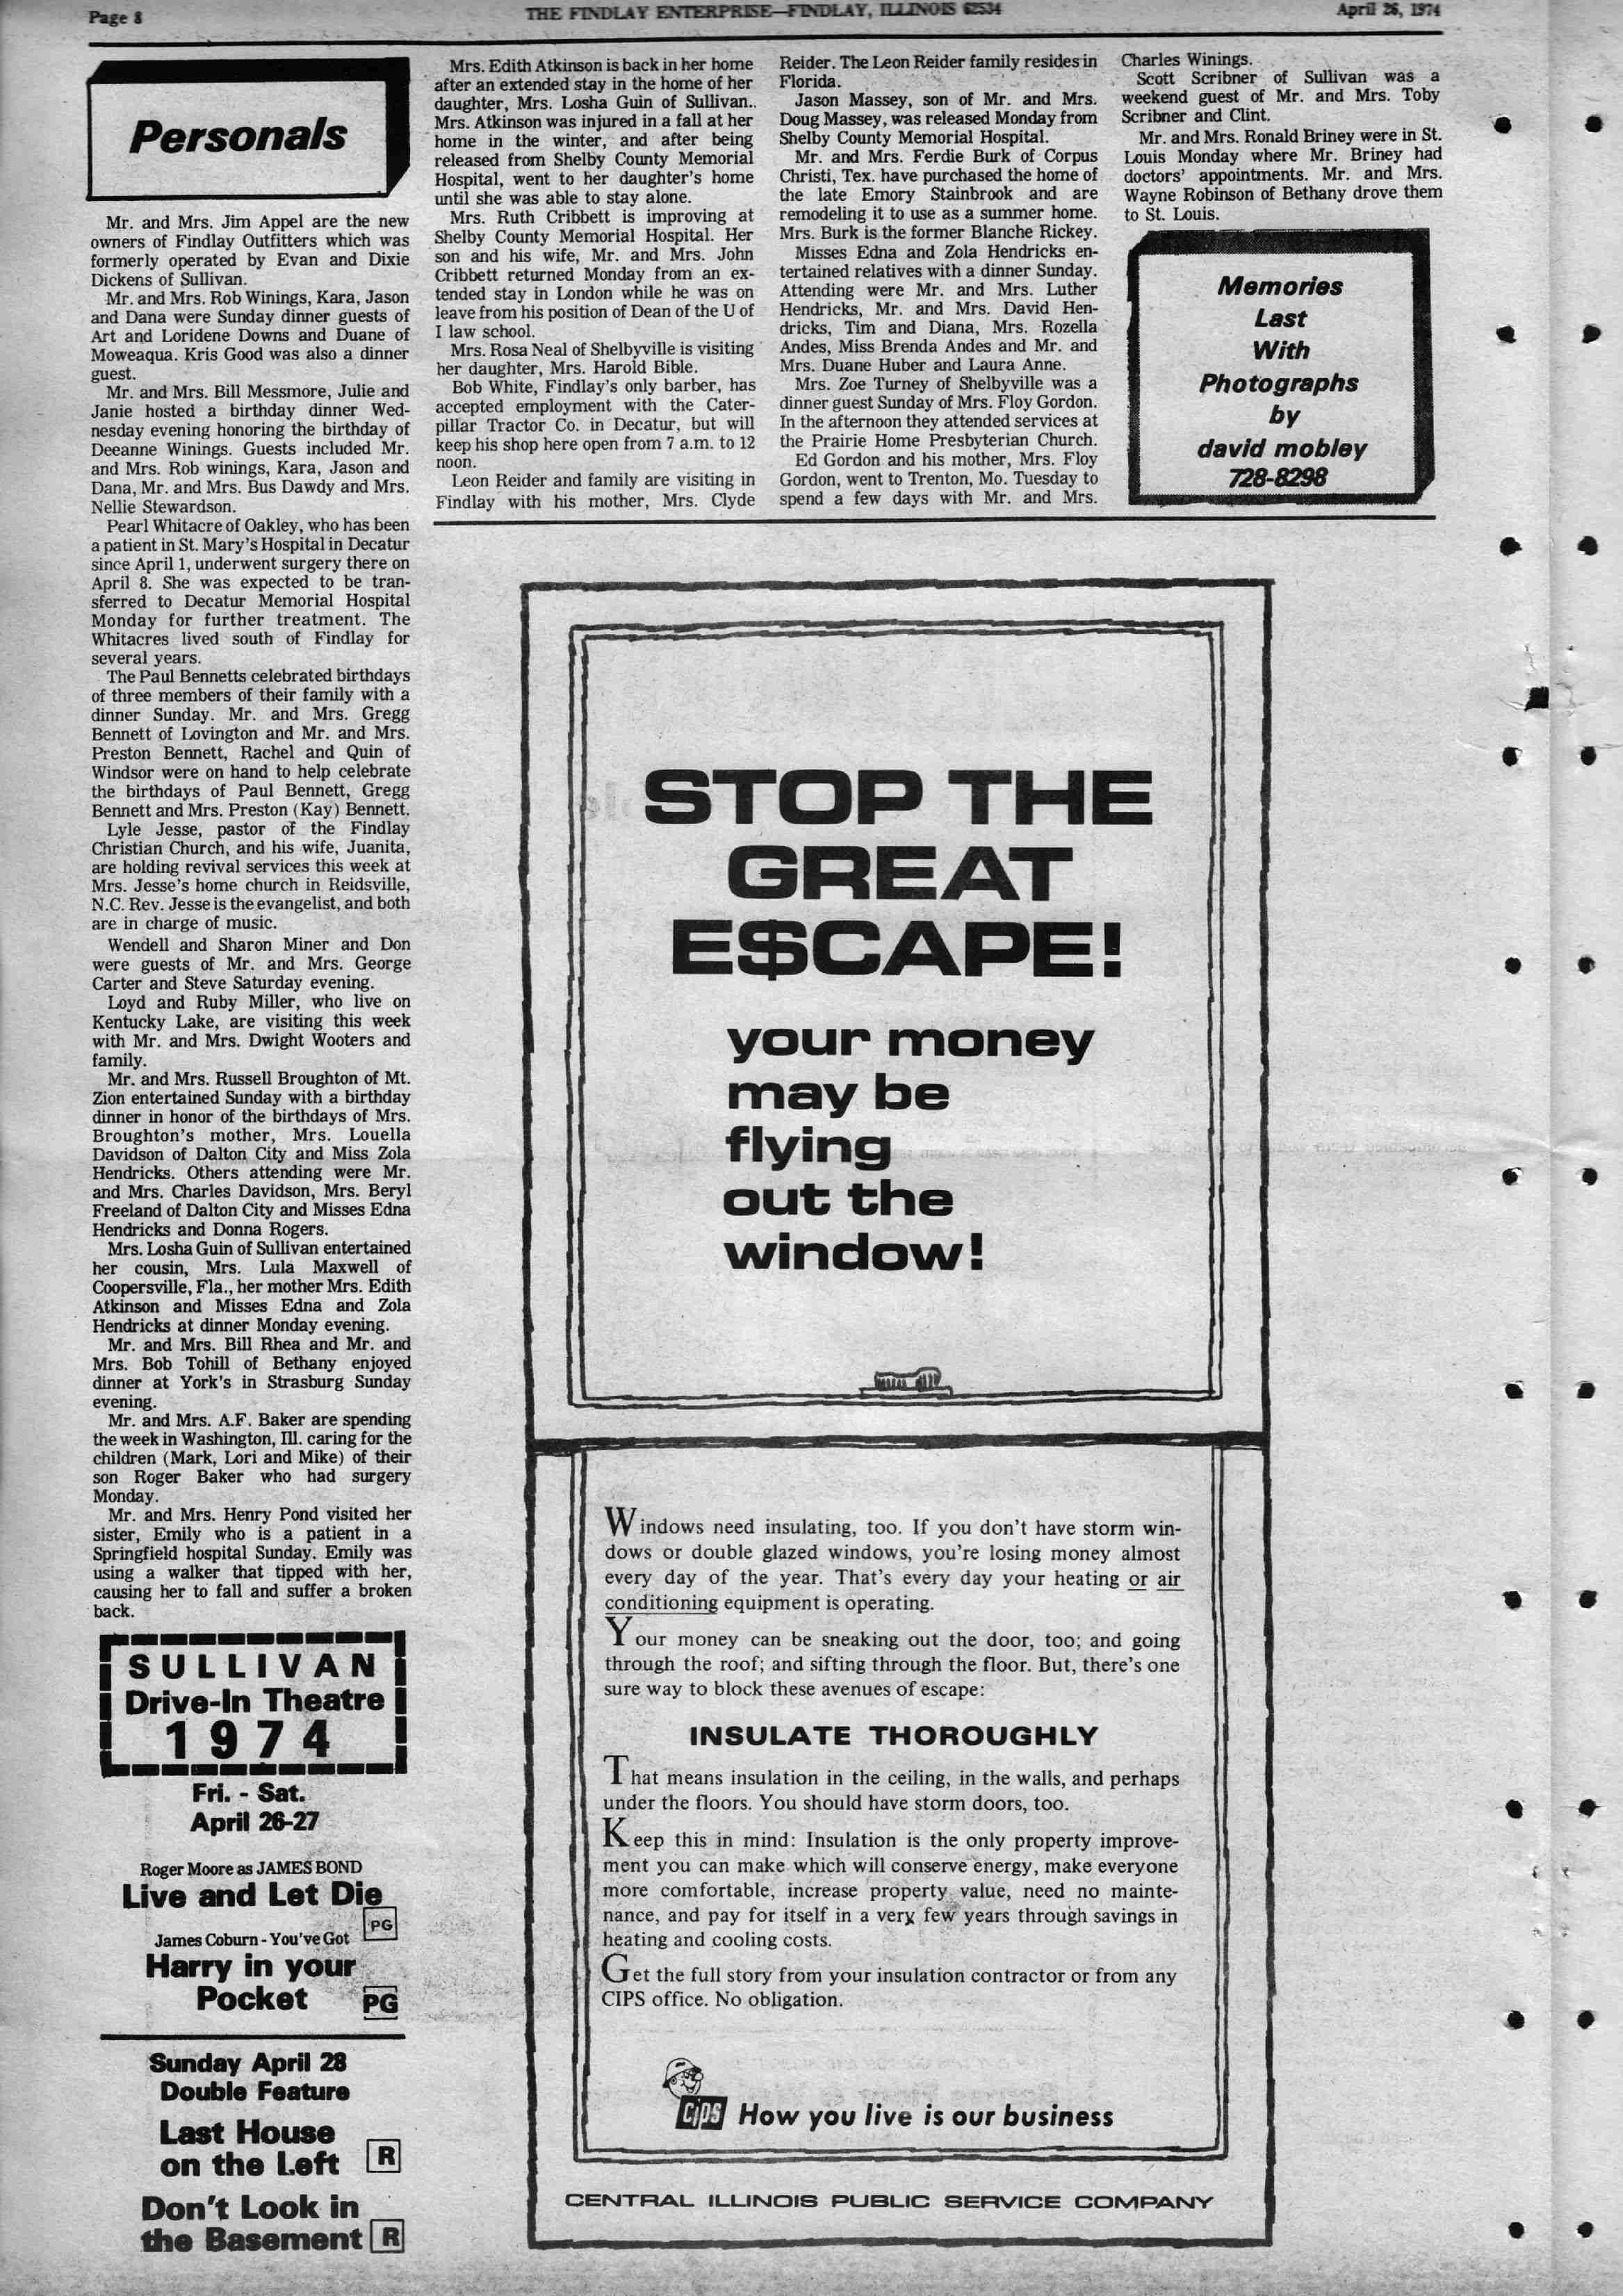 Page 8
THE FINDLAY ENTERPRISE—FINDLAY, ILLINOIS 62534
April 26, 1974
Personals
Mr. and Mrs. Jim Appel are the new
owners of Findlay Outfitters which was
formerly operated by Evan and Dixie
Dickens of Sullivan.
Mr. and Mrs. Rob Winings, Kara, Jason
and Dana were Sunday dinner guests of
Art and Loridene Downs and Duane of
Moweaqua. Kris Good was also a dinner
guest.
Mr. and Mrs. Bill Messmore, Julie and
Janie hosted a birthday dinner Wed-
nesday evening honoring the birthday of
Deeanne Winings. Guests included Mr.
and Mrs. Rob winings, Kara, Jason and
Dana, Mr. and Mrs. Bus Dawdy and Mrs.
Nellie Stewardson.
Pearl Whitacre of Oakley, who has been
a patient in St. Mary's Hospital in Decatur
since April 1, underwent surgery there on
April 8. She was expected to be tran-
sferred to Decatur Memorial Hospital
Monday for further treatment. The
Whitacres lived south of Findlay for
several years.
The Paul Bennetts celebrated birthdays
of three members of their family with a
dinner Sunday. Mr. and Mrs. Gregg
Bennett of Lovington and Mr. and Mrs.
Preston Bennett, Rachel and Quin of
Windsor were on hand to help celebrate
the birthdays of Paul Bennett, Gregg
Bennett and Mrs. Preston (Kay) Bennett.
Lyle Jesse, pastor of the Findlay
Christian Church, and his wife, Juanita,
are holding revival services this week at
Mrs. Jesse's home church in Reidsville,
N.C. Rev. Jesse is the evangelist, and both
are in charge of music.
Wendell and Sharon Miner and Don
were guests of Mr. and Mrs. George
Carter and Steve Saturday evening.
Loyd and Ruby Miller, who live on
Kentucky Lake, are visiting this week
with Mr. and Mrs. Dwight Wooters and
family.
Mr. and Mrs. Russell Broughton of Mt.
Zion entertained Sunday with a birthday
dinner in honor of the birthdays of Mrs.
Broughton's mother, Mrs. Louella
Davidson of Dalton City and Miss Zola
Hendricks. Others attending were Mr.
and Mrs. Charles Davidson, Mrs. Beryl
Freeland of Dalton City and Misses Edna
Hendricks and Donna Rogers.
Mrs. Losha Guin of Sullivan entertained
her cousin, Mrs. Lula Maxwell of
Coopersville, Fla., her mother Mrs. Edith
Atkinson and Misses Edna and Zola
Hendricks at dinner Monday evening.
Mr. and Mrs. Bill Rhea and Mr. and
Mrs. Bob Tohill of Bethany enjoyed
dinner at York's in Strasburg Sunday
evening.
Mr. and Mrs. A.F. Baker are spending
the week in Washington, Ill. caring for the
children (Mark, Lori and Mike) of their
son Roger Baker who had surgery
Monday.
Mr. and Mrs. Henry Pond visited her
sister, Emily who is a patient in a
Springfield hospital Sunday. Emily was
using a walker that tipped with her,
causing her to fall and suffer a broken
back.
SULLIVAN
Drive-In Theatre
1974
Fri. - Sat.
April 26-27
Roger Moore as JAMES BOND
Live and Let Die
PG
James Coburn - You've Got
Harry in your
Pocket PG
Sunday April 28
Double Feature
Last House
on the Left R
Don't Look in
the Basement R
Mrs. Edith Atkinson is back in her home
after an extended stay in the home of her
daughter, Mrs. Losha Guin of Sullivan..
Mrs. Atkinson was injured in a fall at her
home in the winter, and after being
released from Shelby County Memorial
Hospital, went to her daughter's home
until she was able to stay alone.
Mrs. Ruth Cribbett is improving at
Shelby County Memorial Hospital. Her
son and his wife, Mr. and Mrs. John
Cribbett returned Monday from an ex-
tended stay in London while he was on
leave from his position of Dean of the U of
I law school.
Mrs. Rosa Neal of Shelbyville is visiting
her daughter, Mrs. Harold Bible.
Bob White, Findlay's only barber, has
accepted employment with the Cater-
pillar Tractor Co. in Decatur, but will
keep his shop here open from 7 a.m. to 12
noon.
Leon Reider and family are visiting in
Findlay with his mother, Mrs. Clyde
Reider. The Leon Reider family resides in
Florida.
Jason Massey, son of Mr. and Mrs.
Doug Massey, was released Monday from
Shelby County Memorial Hospital.
Mr. and Mrs. Ferdie Burk of Corpus
Christi, Tex. have purchased the home of
the late Emory Stainbrook and are
remodeling it to use as a summer home.
Mrs. Burk is the former Blanche Rickey.
Misses Edna and Zola Hendricks en-
tertained relatives with a dinner Sunday.
Attending were Mr. and Mrs. Luther
Hendricks, Mr. and Mrs. David Hen-
dricks, Tim and Diana, Mrs. Rozella
Andes, Miss Brenda Andes and Mr. and
Mrs. Duane Huber and Laura Anne.
Mrs. Zoe Turney of Shelbyville was a
dinner guest Sunday of Mrs. Floy Gordon.
In the afternoon they attended services at
the Prairie Home Presbyterian Church.
Ed Gordon and his mother, Mrs. Floy
Gordon, went to Trenton, Mo. Tuesday to
spend a few days with Mr. and Mrs.
Charles Winings.
Scott Scribner of Sullivan was a
weekend guest of Mr. and Mrs. Toby
Scribner and Clint.
Mr. and Mrs. Ronald Briney were in St.
Louis Monday where Mr. Briney had
doctors' appointments. Mr. and Mrs.
Wayne Robinson of Bethany drove them
to St. Louis.
Memories
Last
With
Photographs
by
david mobley
728-8298
STOP THE
GREAT
E$CAPE!
your money
may be
flying
out the
window!
Windows need insulating, too. If you don't have storm win-
dows or double glazed windows, you're losing money almost
every day of the year. That's every day your heating or air
conditioning equipment is operating.
Your money can be sneaking out the door, too; and going
through the roof; and sifting through the floor. But, there's one
sure way to block these avenues of escape:
INSULATE THOROUGHLY
That means insulation in the ceiling, in the walls, and perhaps
under the floors. You should have storm doors, too.
Keep this in mind: Insulation is the only property improve-
ment you can make which will conserve energy, make everyone
more comfortable, increase property value, need no mainte-
nance, and pay for itself in a very few years through savings in
heating and cooling costs.
Get the full story from your insulation contractor or from any
CIPS office. No obligation.
CIPS How you live is our business
CENTRAL ILLINOIS PUBLIC SERVICE COMPANY